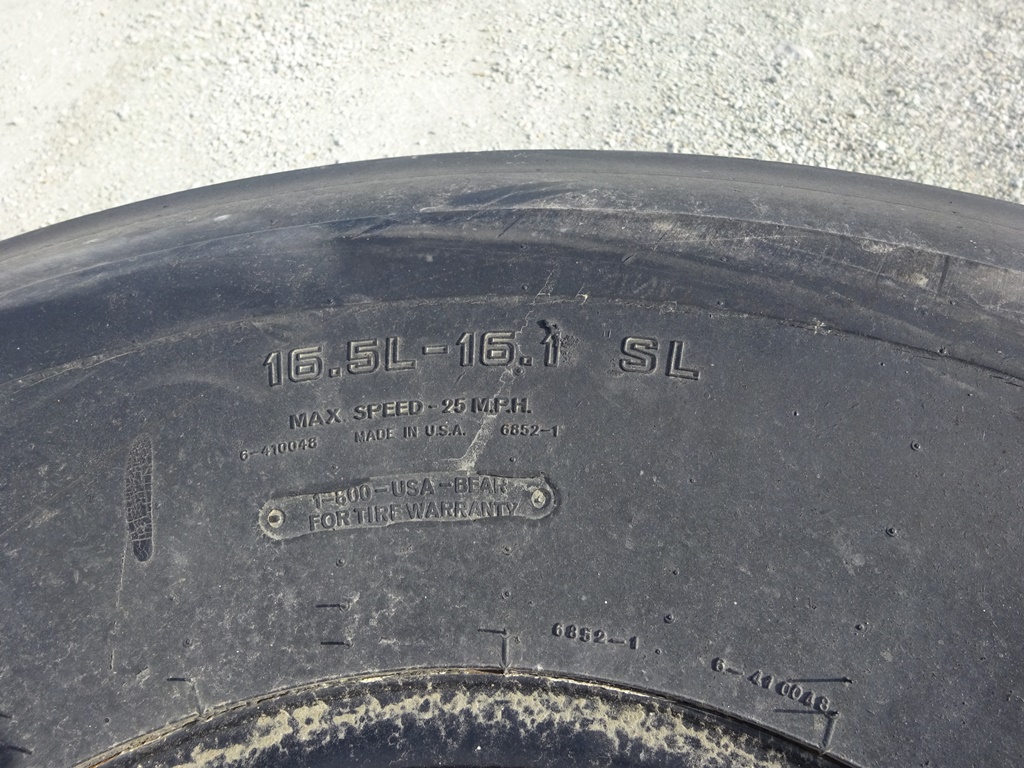 16.5L-16.1 SL
MAX. SPEED - 25 M.P.H.
6-410048 MADE IN U.S.A. 6852-1
1-800-USA-BEAR
FOR TIRE WARRANTY
6852-1
6-410048